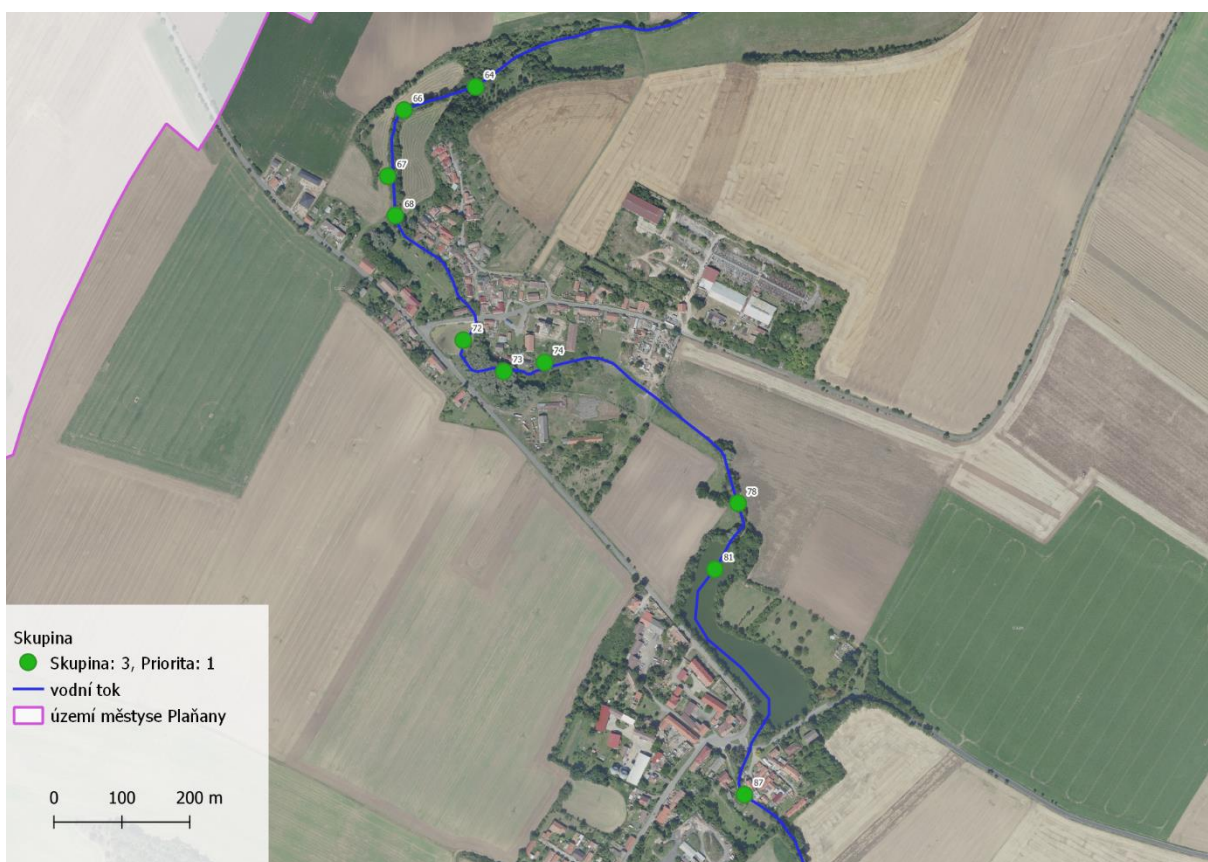 64
66
67
68
72
73
74
78
81
87
Skupina
Skupina: 3, Priorita: 1
vodní tok
území městyse Plaňany
0 100 200 m